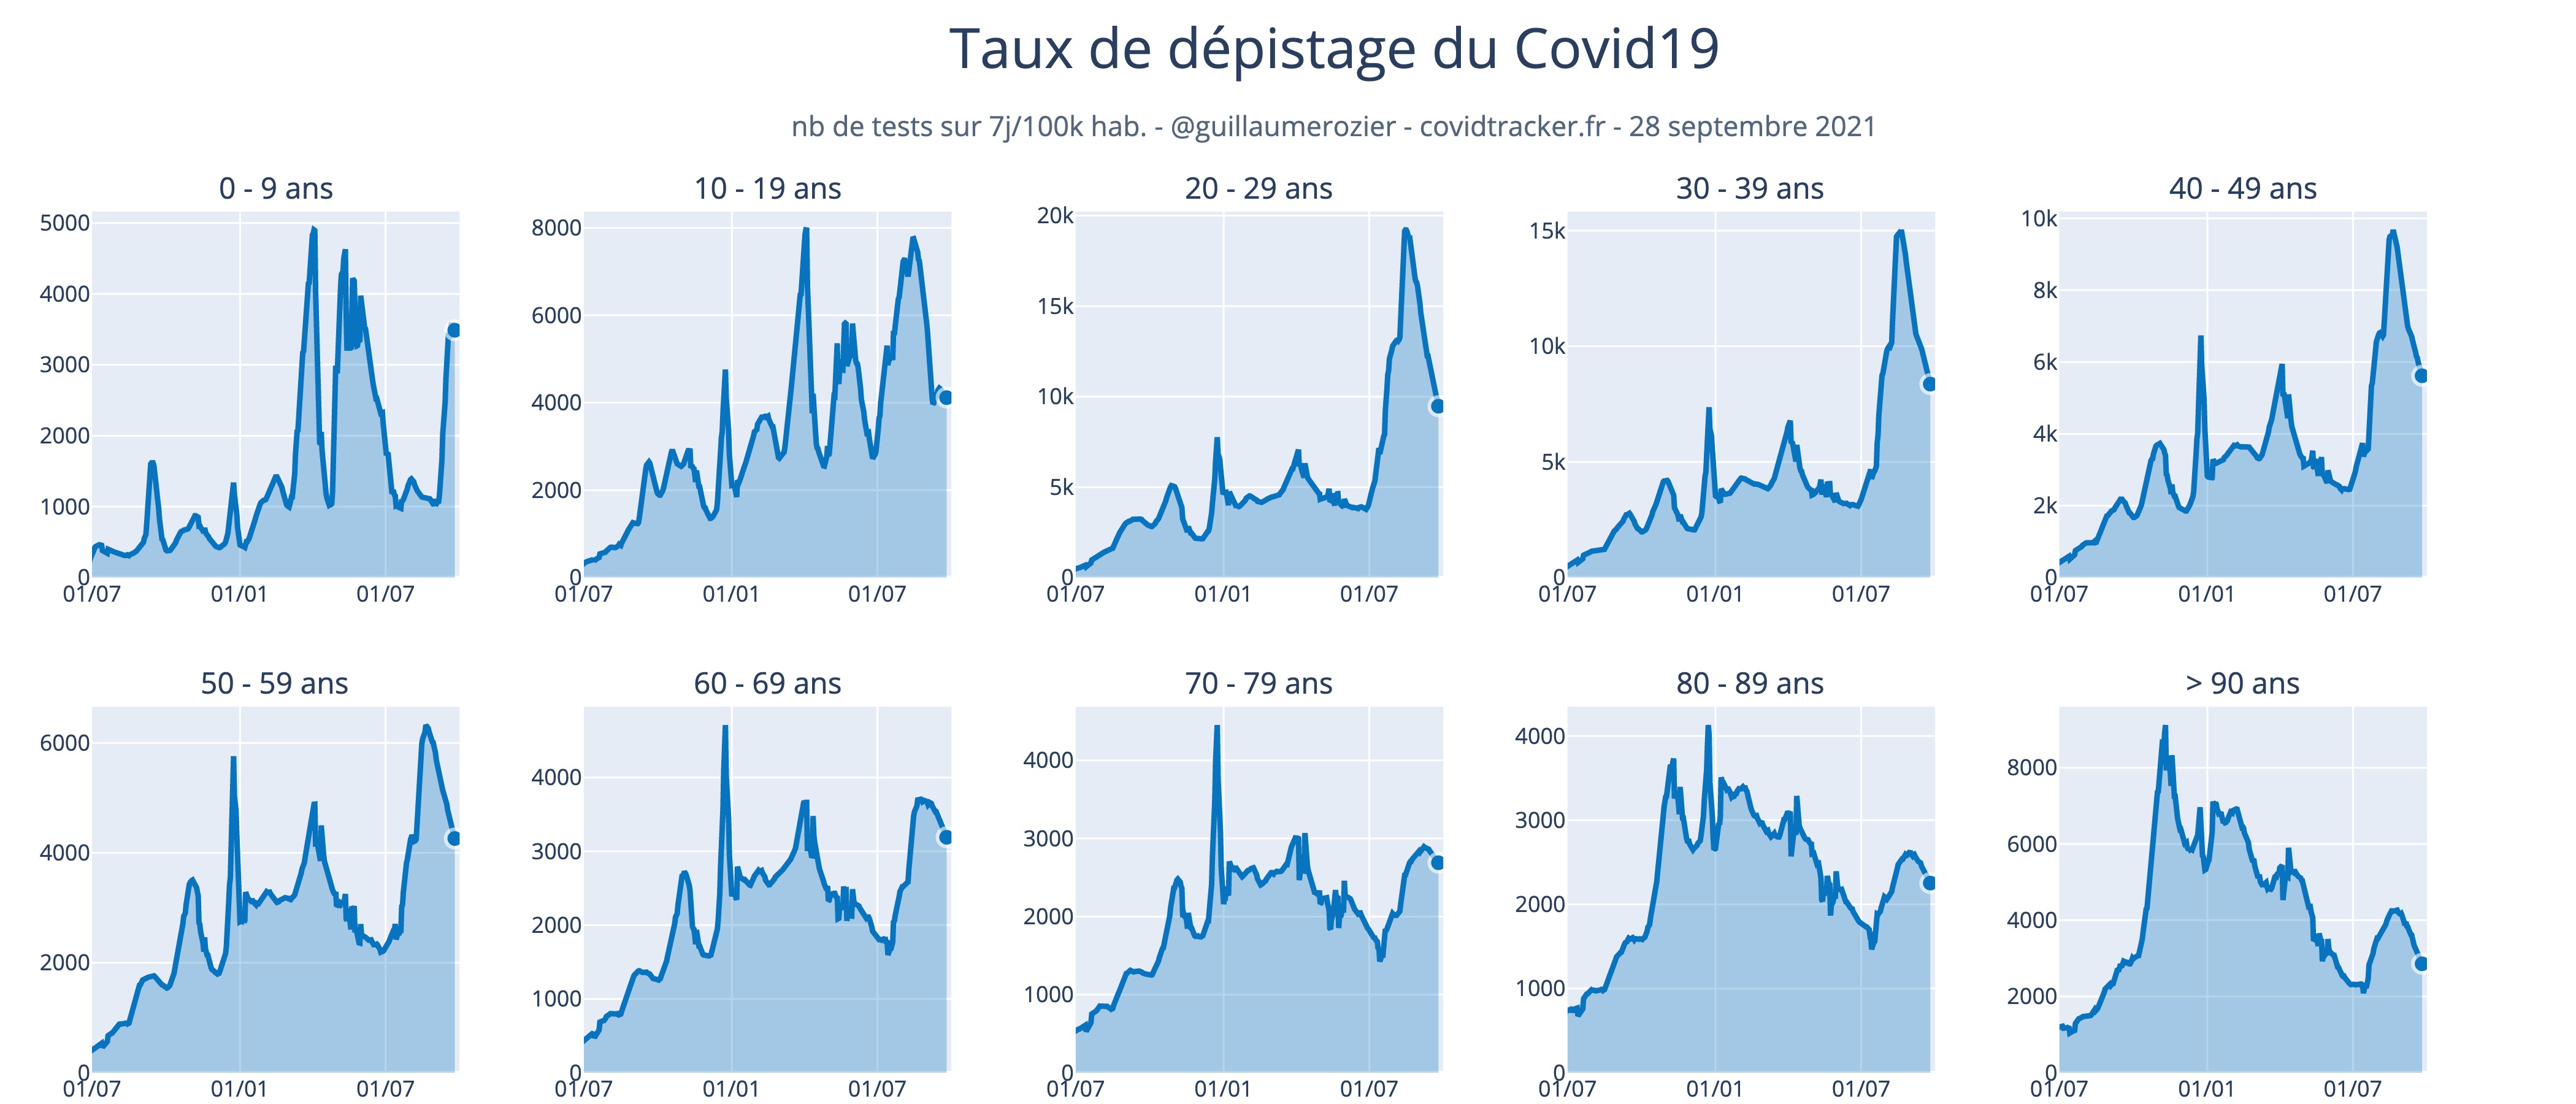 Taux de dépistage du Covid19
nb de tests sur 7j/100k hab. - @guillaumerozier - covidtracker.fr - 28 septembre 2021
0 - 9 ans
5000
4000
3000
2000
1000
0
01/07 01/01 01/07
10 - 19 ans
8000
6000
4000
2000
0
01/07 01/01 01/07
20 - 29 ans
20k
15k
10k
5k
0
01/07 01/01 01/07
30 - 39 ans
15k
10k
5k
0
01/07 01/01 01/07
40 - 49 ans
10k
8k
6k
4k
2k
0
01/07 01/01 01/07
50 - 59 ans
6000
4000
2000
0
01/07 01/01 01/07
60 - 69 ans
4000
3000
2000
1000
0
01/07 01/01 01/07
70 - 79 ans
4000
3000
2000
1000
0
01/07 01/01 01/07
80 - 89 ans
4000
3000
2000
1000
0
01/07 01/01 01/07
> 90 ans
8000
6000
4000
2000
0
01/07 01/01 01/07